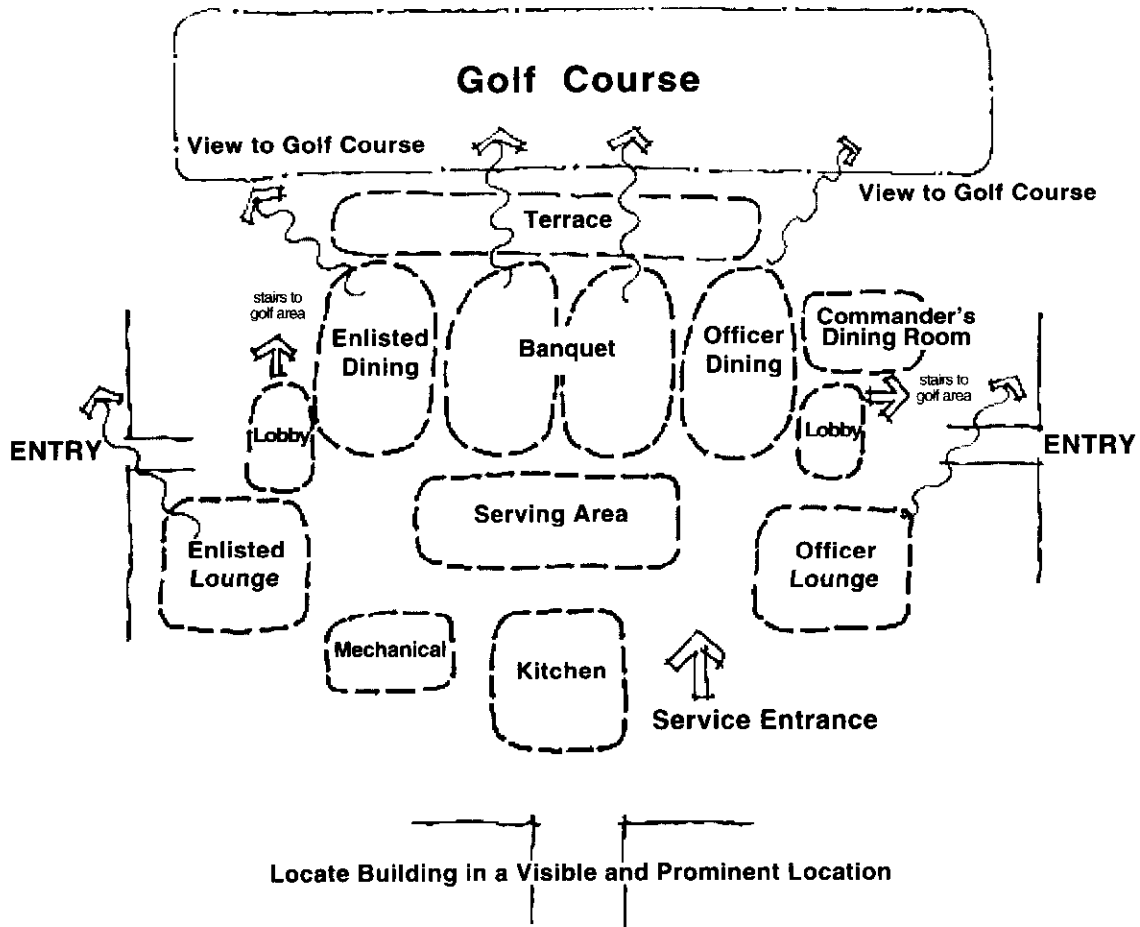 Golf Course
View to Golf Course
View to Golf Course
Terrace
stairs to
golf area
Enlisted
Dining
Banquet
Officer
Dining
Commander's
Dining Room
stairs to
golf area
Lobby
Lobby
ENTRY
ENTRY
Serving Area
Enlisted
Lounge
Officer
Lounge
Mechanical
Kitchen
Service Entrance
Locate Building in a Visible and Prominent Location